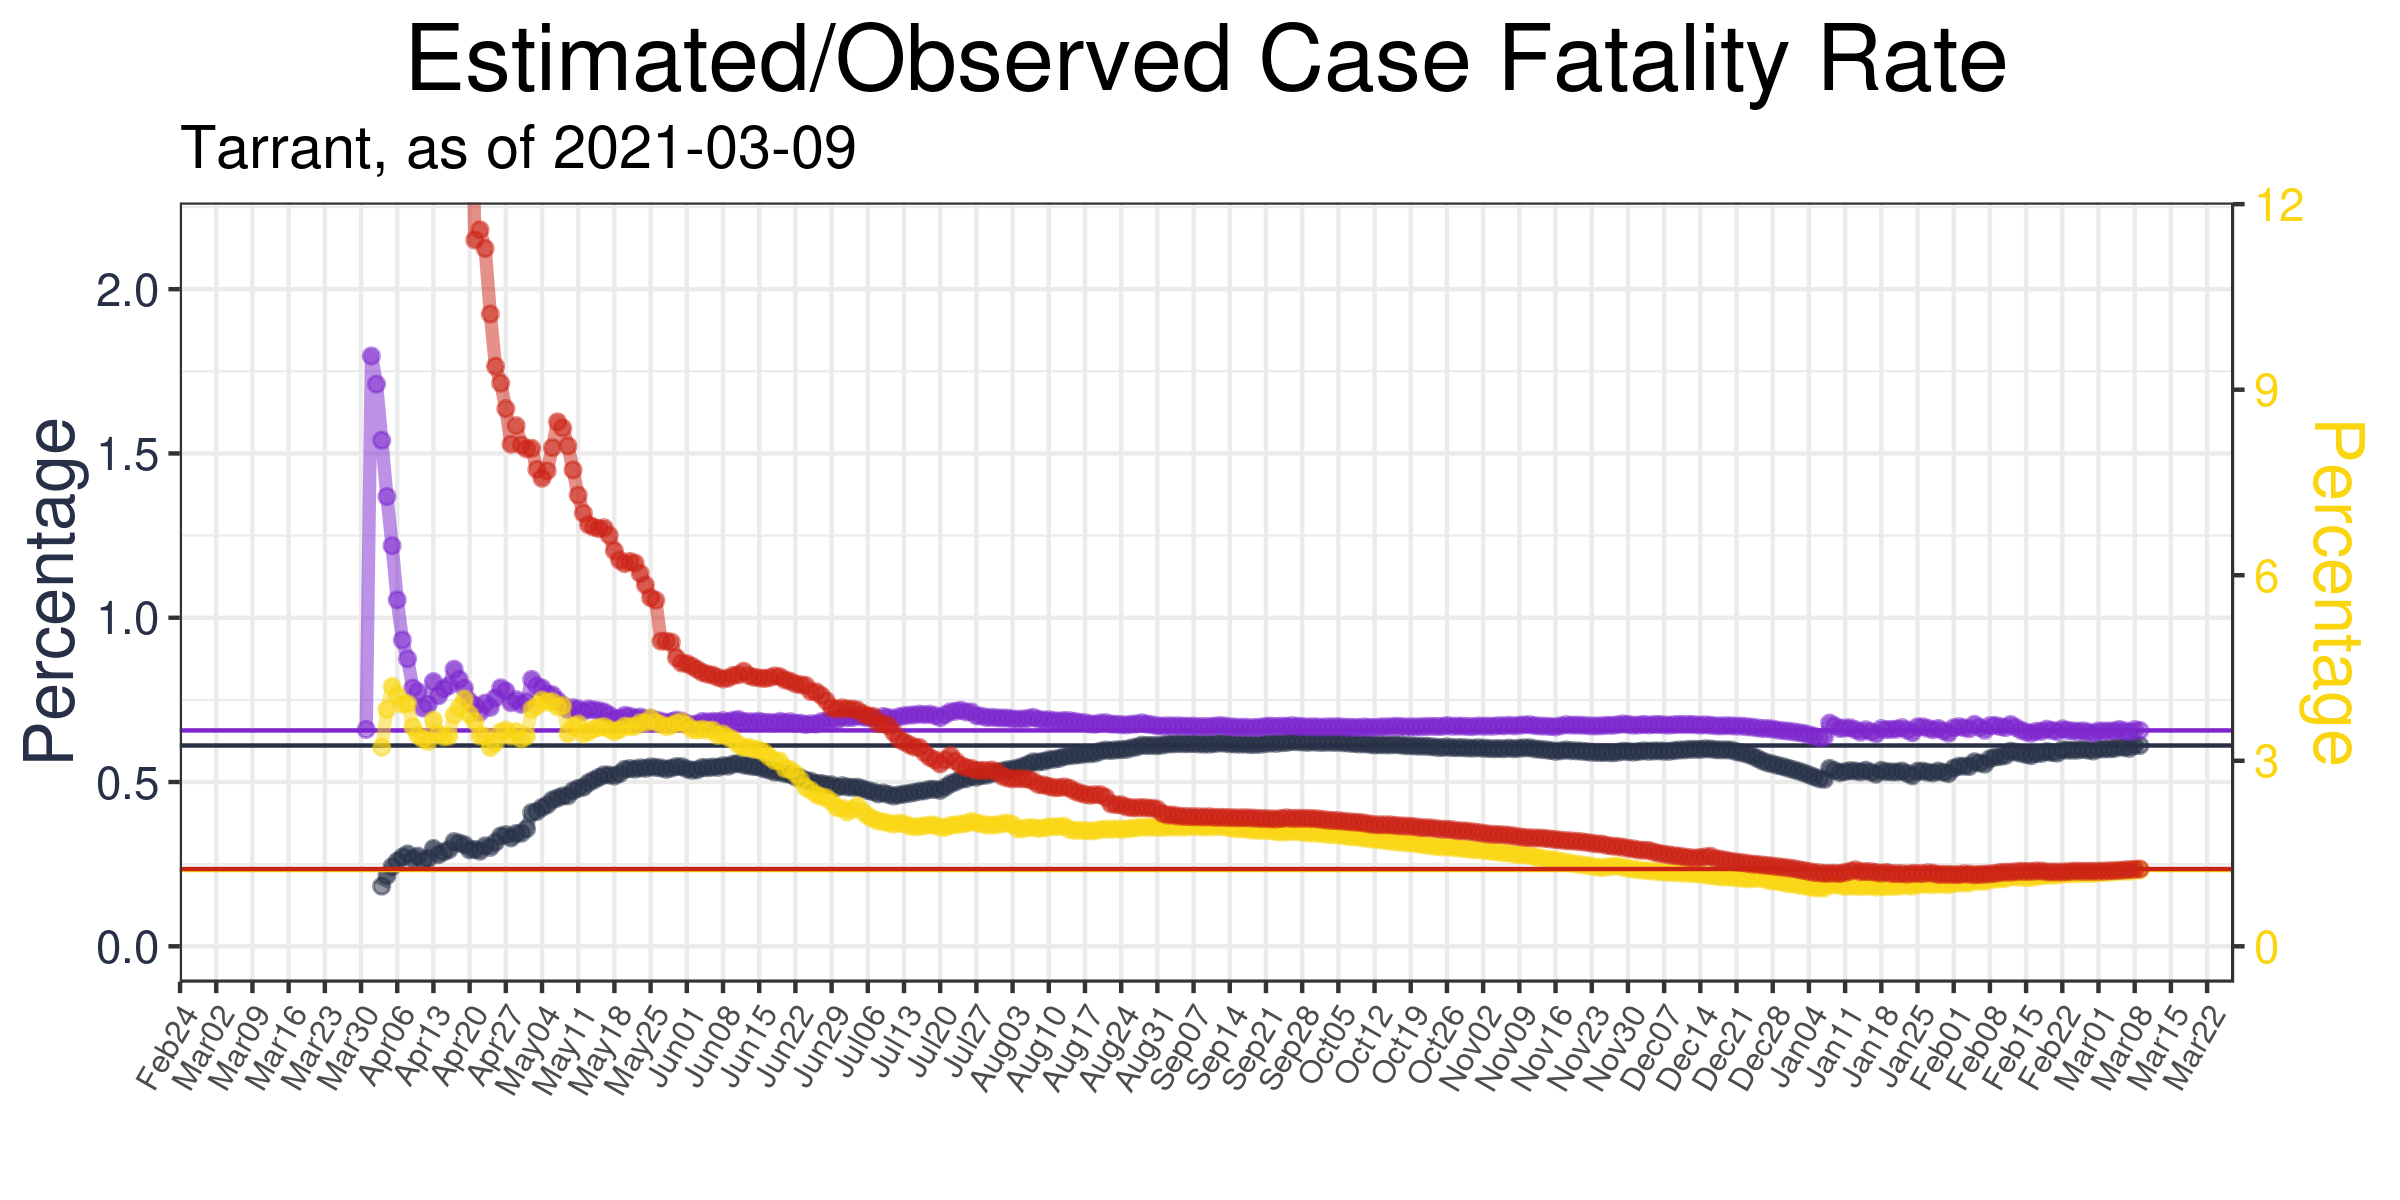 Estimated/Observed Case Fatality Rate
Tarrant, as of 2021-03-09
Percentage
2.0
1.5
1.0
0.5
0.0
12
9
6
3
0
Percentage
Feb24
Mar02
Mar09
Mar16
Mar23
Mar30
Apr06
Apr13
Apr20
Apr27
May04
May11
May18
May25
Jun01
Jun08
Jun15
Jun22
Jun29
Jul06
Jul13
Jul20
Jul27
Aug03
Aug10
Aug17
Aug24
Aug31
Sep07
Sep14
Sep21
Sep28
Oct05
Oct12
Oct19
Oct26
Nov02
Nov09
Nov16
Nov23
Nov30
Dec07
Dec14
Dec21
Dec28
Jan04
Jan11
Jan18
Jan25
Feb01
Feb08
Feb15
Feb22
Mar01
Mar08
Mar15
Mar22